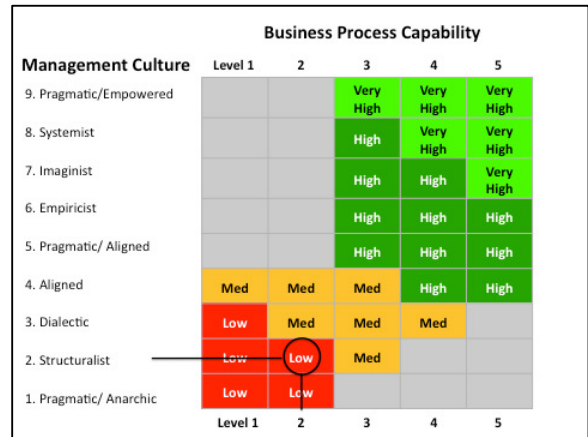 Business Process Capability
Management Culture Level 1 2 3 4 5
9. Pragmatic/Empowered Very High Very High Very High
8. Systemist High Very High Very High
7. Imaginist High High Very High
6. Empiricist High High High
5. Pragmatic/ Aligned High High High
4. Aligned Med Med Med High High
3. Dialectic Low Med Med Med
2. Structuralist Low Low Med
1. Pragmatic/ Anarchic Low Low
Level 1 2 3 4 5